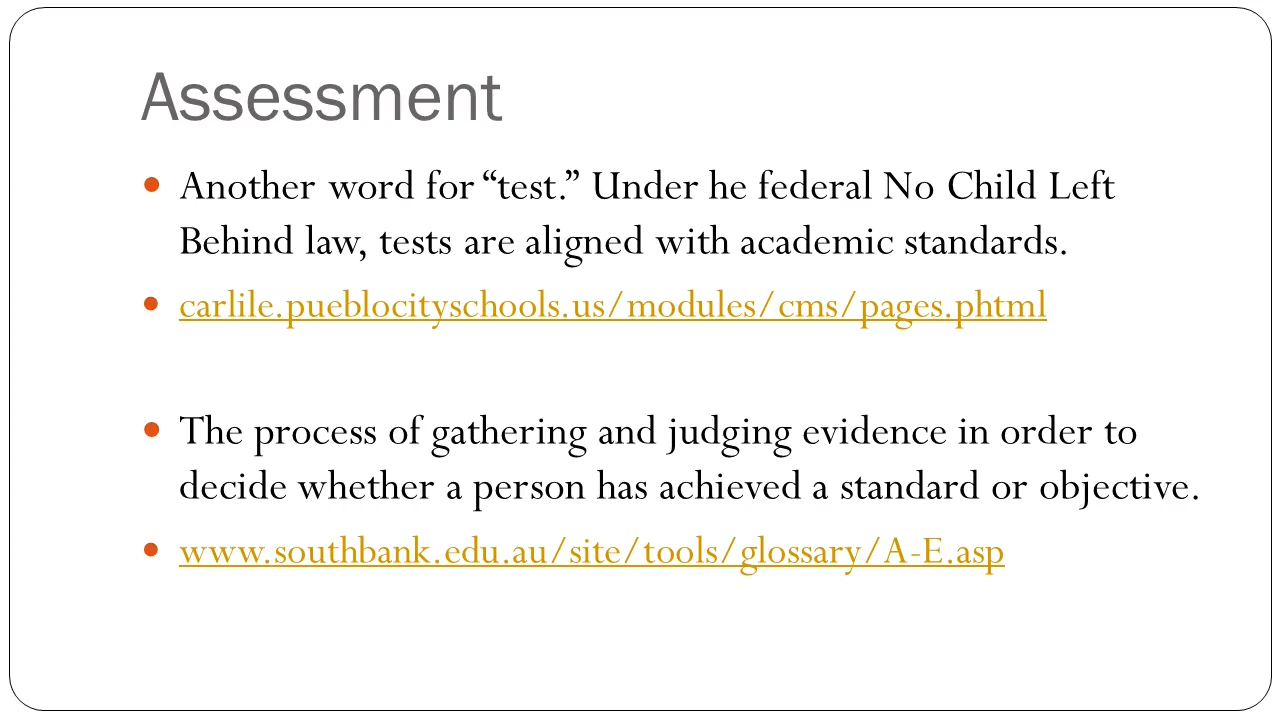 Assessment
Another word for “test.” Under he federal No Child Left
Behind law, tests are aligned with academic standards.
carlile.pueblocityschools.us/modules/cms/pages.phtml
The process of gathering and judging evidence in order to
decide whether a person has achieved a standard or objective.
www.southbank.edu.au/site/tools/glossary/A-E.asp